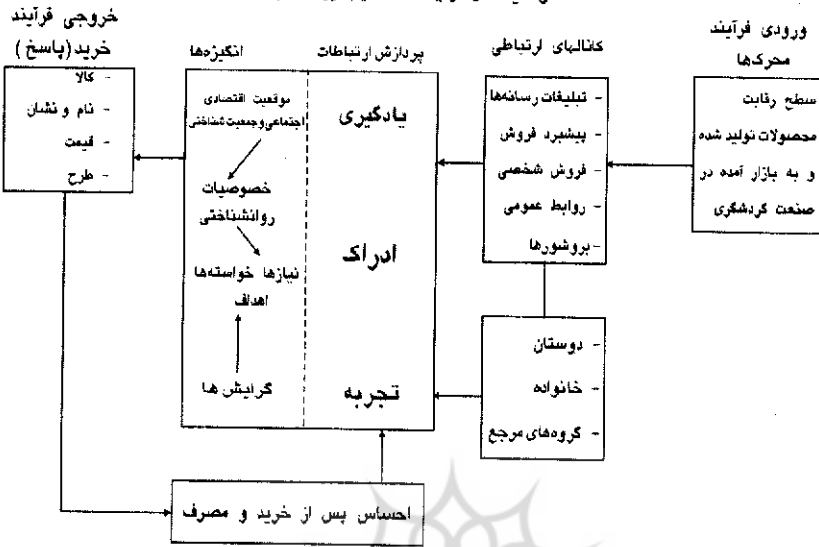 ورودی فرآیند
محرک‌ها
سطح رقابت
محصولات تولید شده
و به بازار آمده در
صنعت گردشگری
کانالهای ارتباطی
- تبلیغات رسانه‌ها
- پیشبرد فروش
- فروش شخصی
- روابط عمومی
- بروشورها
- دوستان
- خانواده
- گروه‌های مرجع
پردازش ارتباطات
یادگیری
ادراک
تجربه
انگیزه‌ها
موقعیت اقتصادی
اجتماعی و جمعیت شناختی
خصوصیات
روانشناختی
نیازها خواسته‌ها
اهداف
گرایش ها
خروجی فرآیند
خرید (پاسخ)
- کالا
- نام و نشان
- قیمت
- طرح
احساس پس از خرید و مصرف